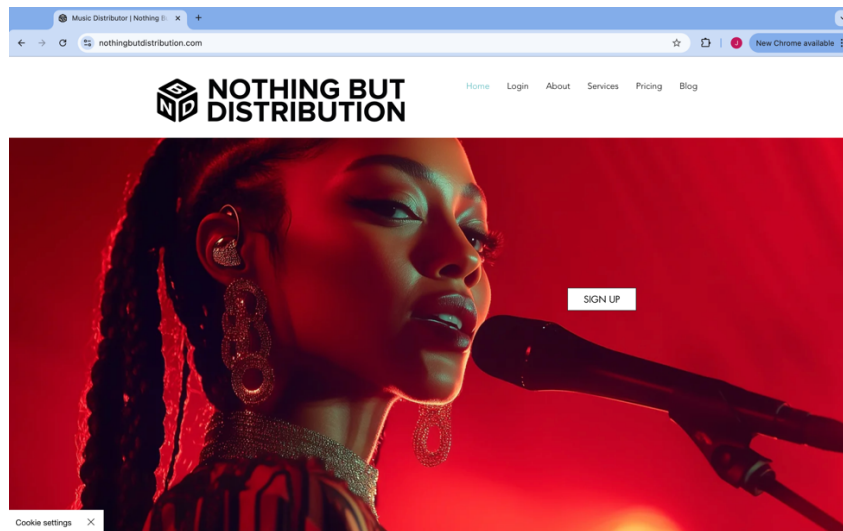 Music Distributor | Nothing B
nothingbutdistribution.com
J
New Chrome available
B
N D
NOTHING BUT
DISTRIBUTION
Home Login About Services Pricing Blog
SIGN UP
Cookie settings